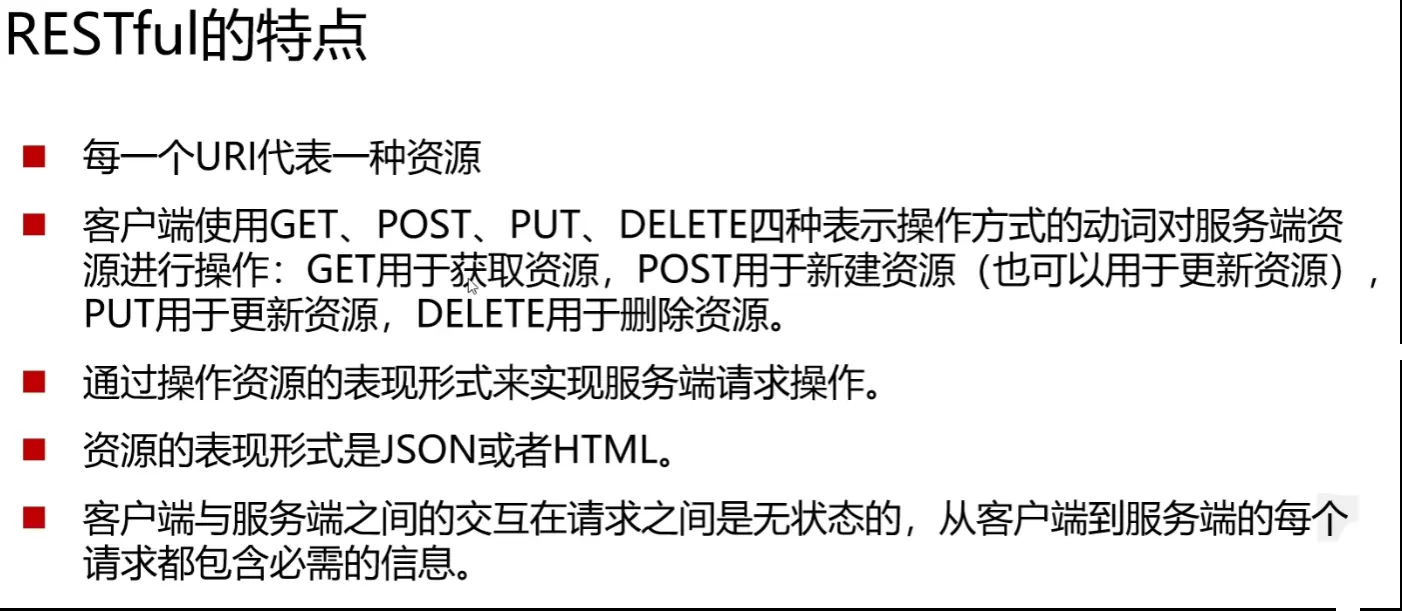 RESTful的特点
每一个URI代表一种资源
客户端使用GET、POST、PUT、DELETE四种表示操作方式的动词对服务端资
源进行操作：GET用于获取资源，POST用于新建资源（也可以用于更新资源），
PUT用于更新资源，DELETE用于删除资源。
通过操作资源的表现形式来实现服务端请求操作。
资源的表现形式是JSON或者HTML。
客户端与服务端之间的交互在请求之间是无状态的，从客户端到服务端的每个
请求都包含必需的信息。